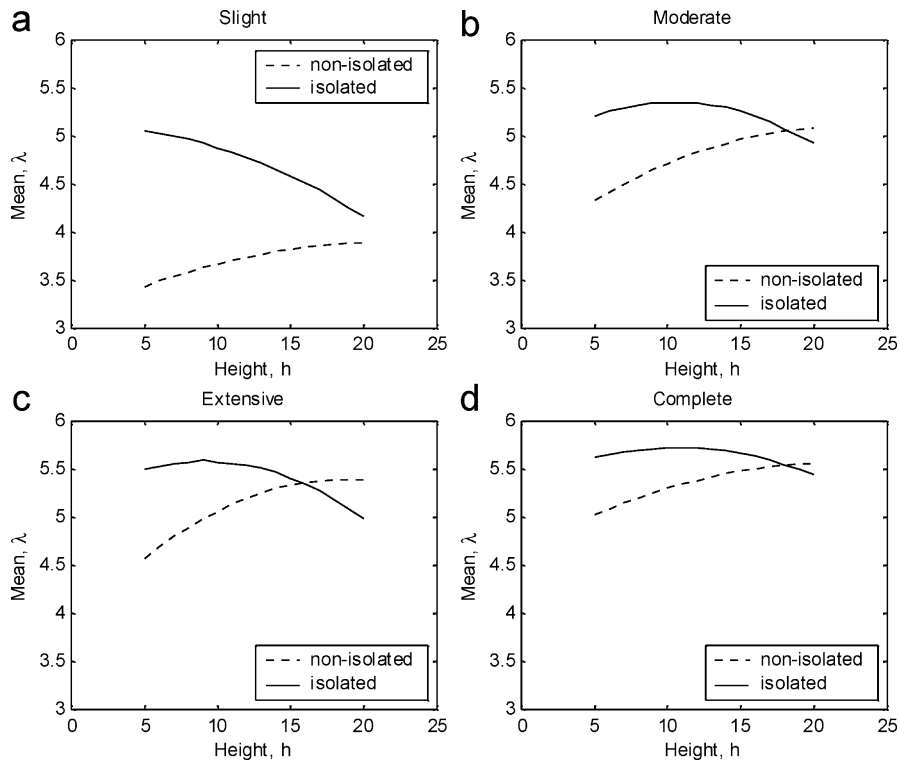 a
Slight
6
5.5
5
4.5
4
3.5
3
Mean, λ
non-isolated
isolated
0 5 10 15 20 25
Height, h
b
Moderate
6
5.5
5
4.5
4
3.5
3
Mean, λ
non-isolated
isolated
0 5 10 15 20 25
Height, h
c
Extensive
6
5.5
5
4.5
4
3.5
3
Mean, λ
non-isolated
isolated
0 5 10 15 20 25
Height, h
d
Complete
6
5.5
5
4.5
4
3.5
3
Mean, λ
non-isolated
isolated
0 5 10 15 20 25
Height, h